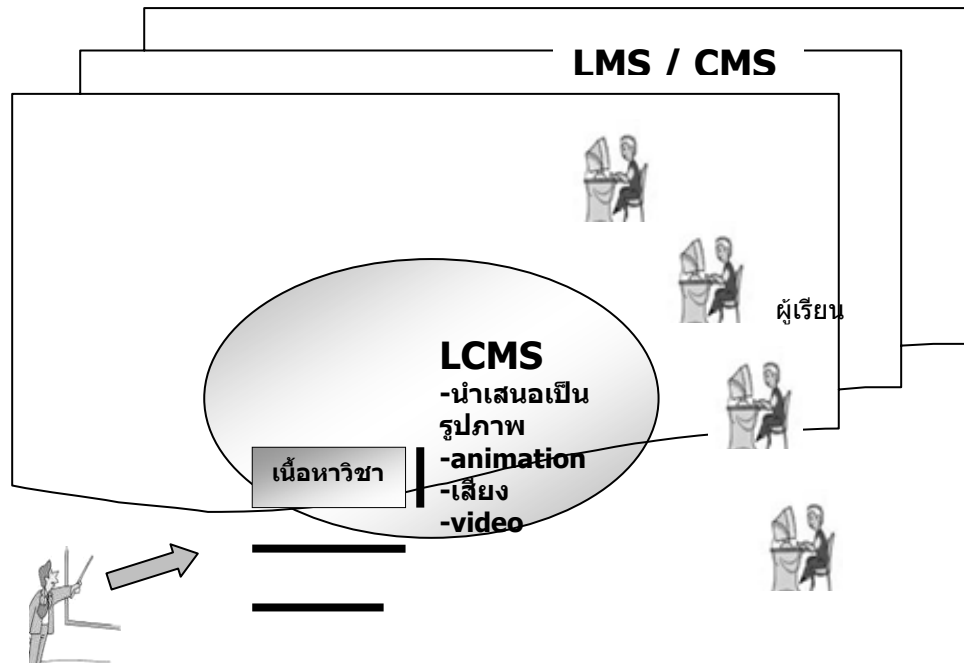 LMS / CMS
ผู้เรียน
LCMS
-นำเสนอเป็น
รูปภาพ
-animation
-เสียง
-video
เนื้อหาวิชา